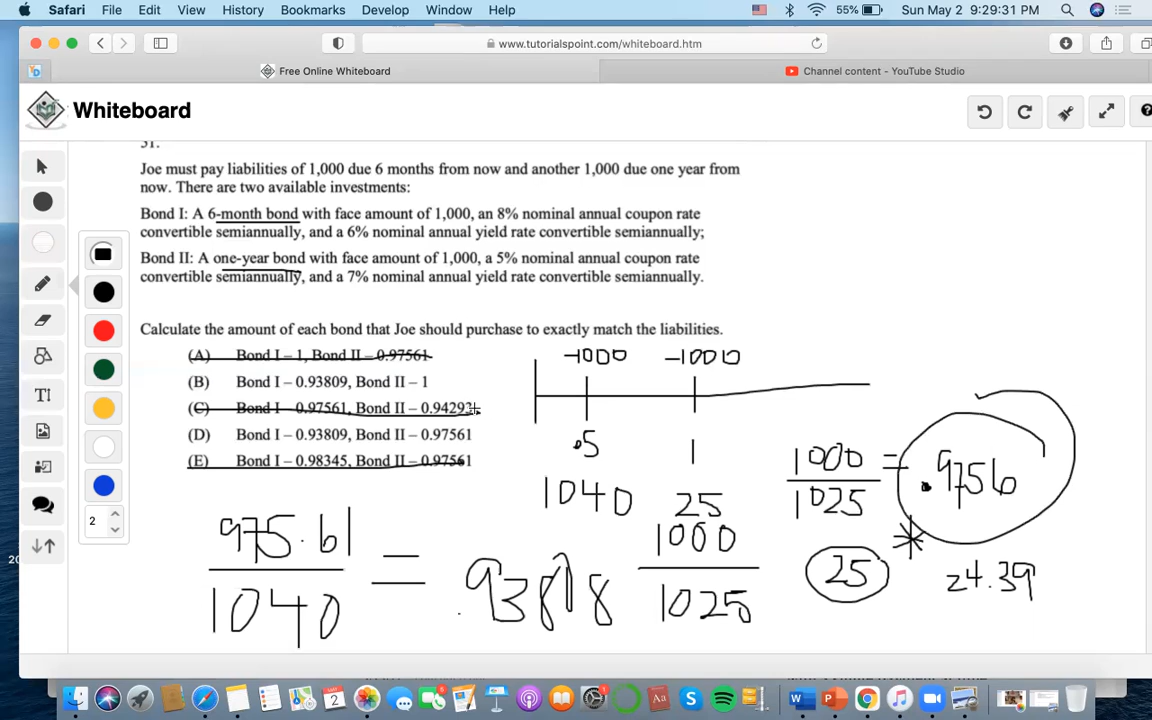 Safari File Edit View History Bookmarks Develop Window Help 55% Sun May 2 9:29:31 PM
www.tutorialspoint.com/whiteboard.htm
Free Online Whiteboard
Channel content - YouTube Studio
Whiteboard
31.
Joe must pay liabilities of 1,000 due 6 months from now and another 1,000 due one year from
now. There are two available investments:
Bond I: A 6-month bond with face amount of 1,000, an 8% nominal annual coupon rate
convertible semiannually, and a 6% nominal annual yield rate convertible semiannually;
Bond II: A one-year bond with face amount of 1,000, a 5% nominal annual coupon rate
convertible semiannually, and a 7% nominal annual yield rate convertible semiannually.
Calculate the amount of each bond that Joe should purchase to exactly match the liabilities.
(A) Bond I – 1, Bond II – 0.97561
(B) Bond I – 0.93809, Bond II – 1
(C) Bond I – 0.97561, Bond II – 0.94293
(D) Bond I – 0.93809, Bond II – 0.97561
(E) Bond I – 0.98345, Bond II – 0.97561
-1000 -1000
.5 1
1040 25
1000
1025
= .9756
25 * 24.39
975.61
1040
=
1000
1025
T1
2
20